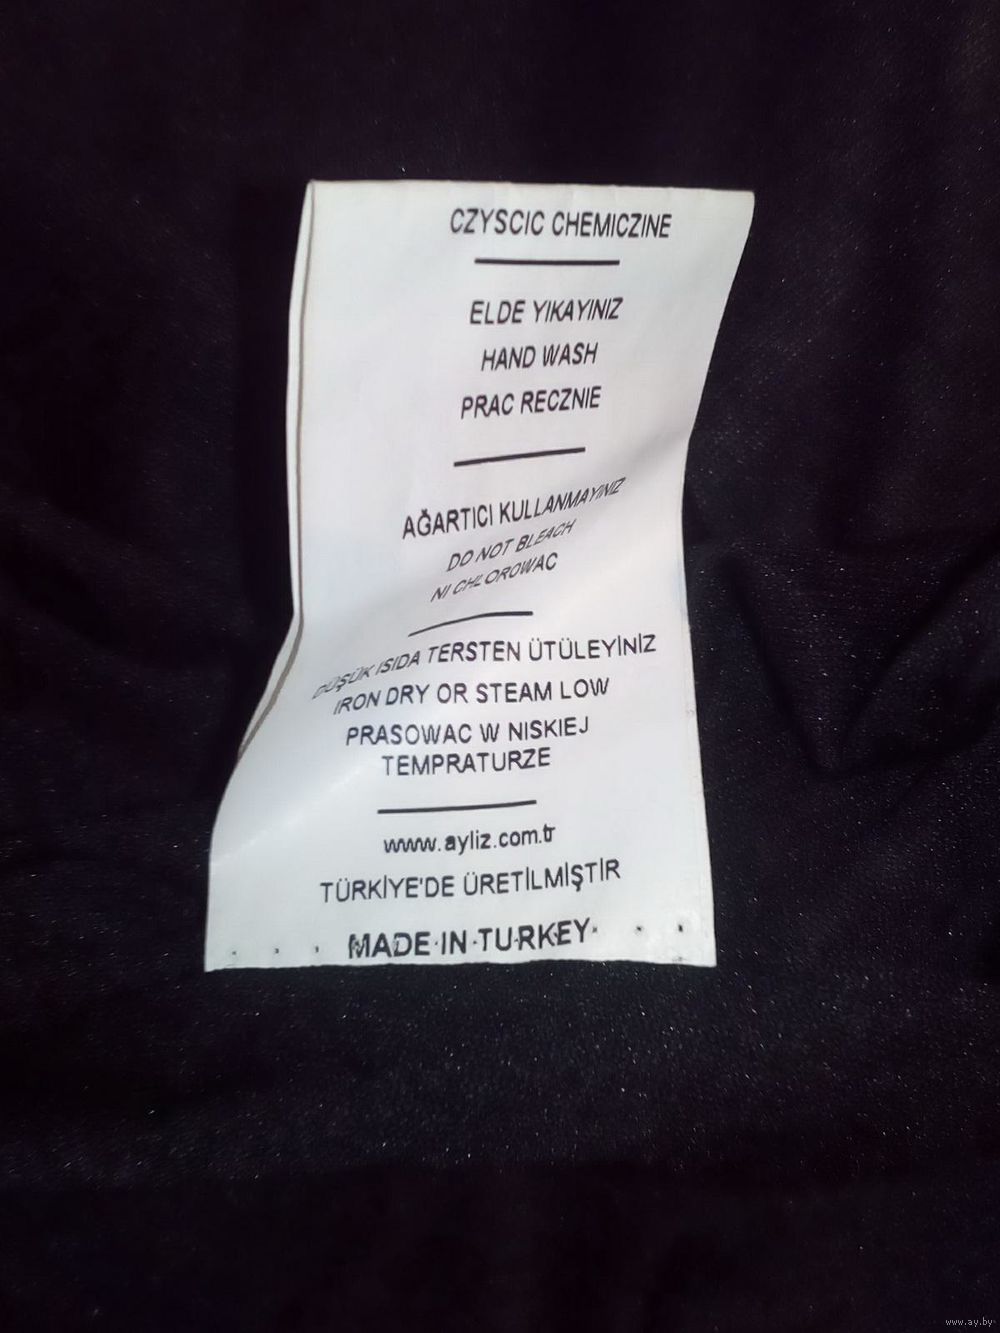 CZYSCIC CHEMICZINE
ELDE YIKAYINIZ
HAND WASH
PRAC RECZNIE
AĞARTICI KULLANMAYINIZ
DO NOT BLEACH
NI CHLOROWAC
DÜŞÜK ISIDA TERSTEN ÜTÜLEYİNİZ
IRON DRY OR STEAM LOW
PRASOWAC W NISKIEJ
TEMPRATURZE
www.ayliz.com.tr
TÜRKİYE'DE ÜRETİLMİŞTİR
MADE IN TURKEY
www.ay.by